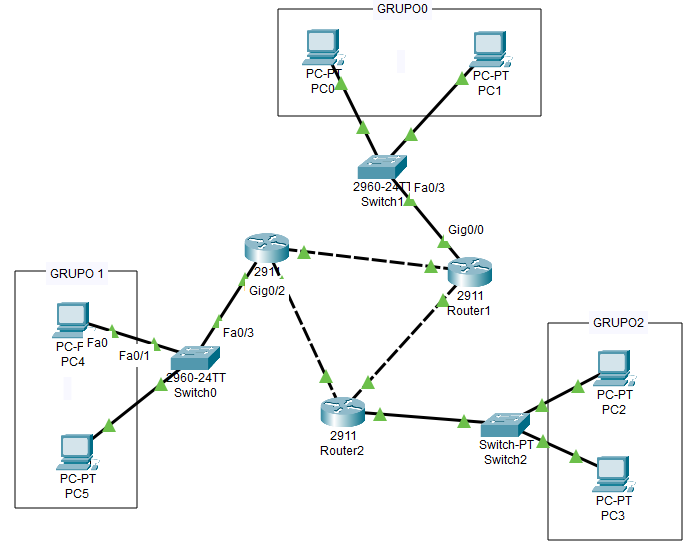 GRUPO0
PC-PT
PC0
PC-PT
PC1
2960-24TT
Switch1
Fa0/3
Gig0/0
2911
Router1
291
Gig0/2
GRUPO 1
Fa0
PC-F
PC4
Fa0/1
Fa0/3
2960-24TT
Switch0
PC-PT
PC5
2911
Router2
GRUPO2
PC-PT
PC2
Switch-PT
Switch2
PC-PT
PC3